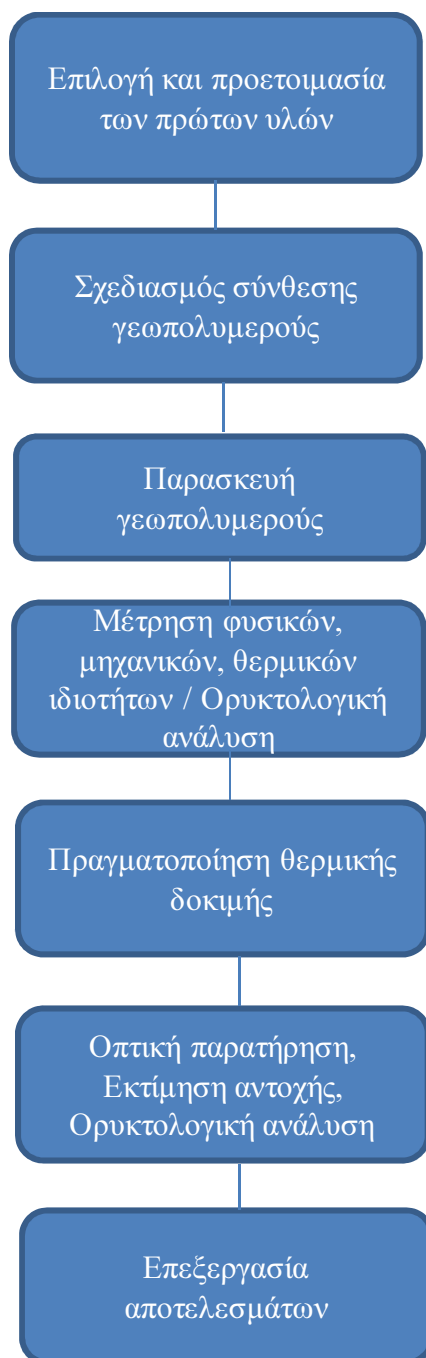 Επιλογή και προετοιμασία
των πρώτων υλών
Σχεδιασμός σύνθεσης
γεωπολυμερούς
Παρασκευή
γεωπολυμερούς
Μέτρηση φυσικών,
μηχανικών, θερμικών
ιδιοτήτων / Ορυκτολογική
ανάλυση
Πραγματοποίηση θερμικής
δοκιμής
Οπτική παρατήρηση,
Εκτίμηση αντοχής,
Ορυκτολογική ανάλυση
Επεξεργασία
αποτελεσμάτων